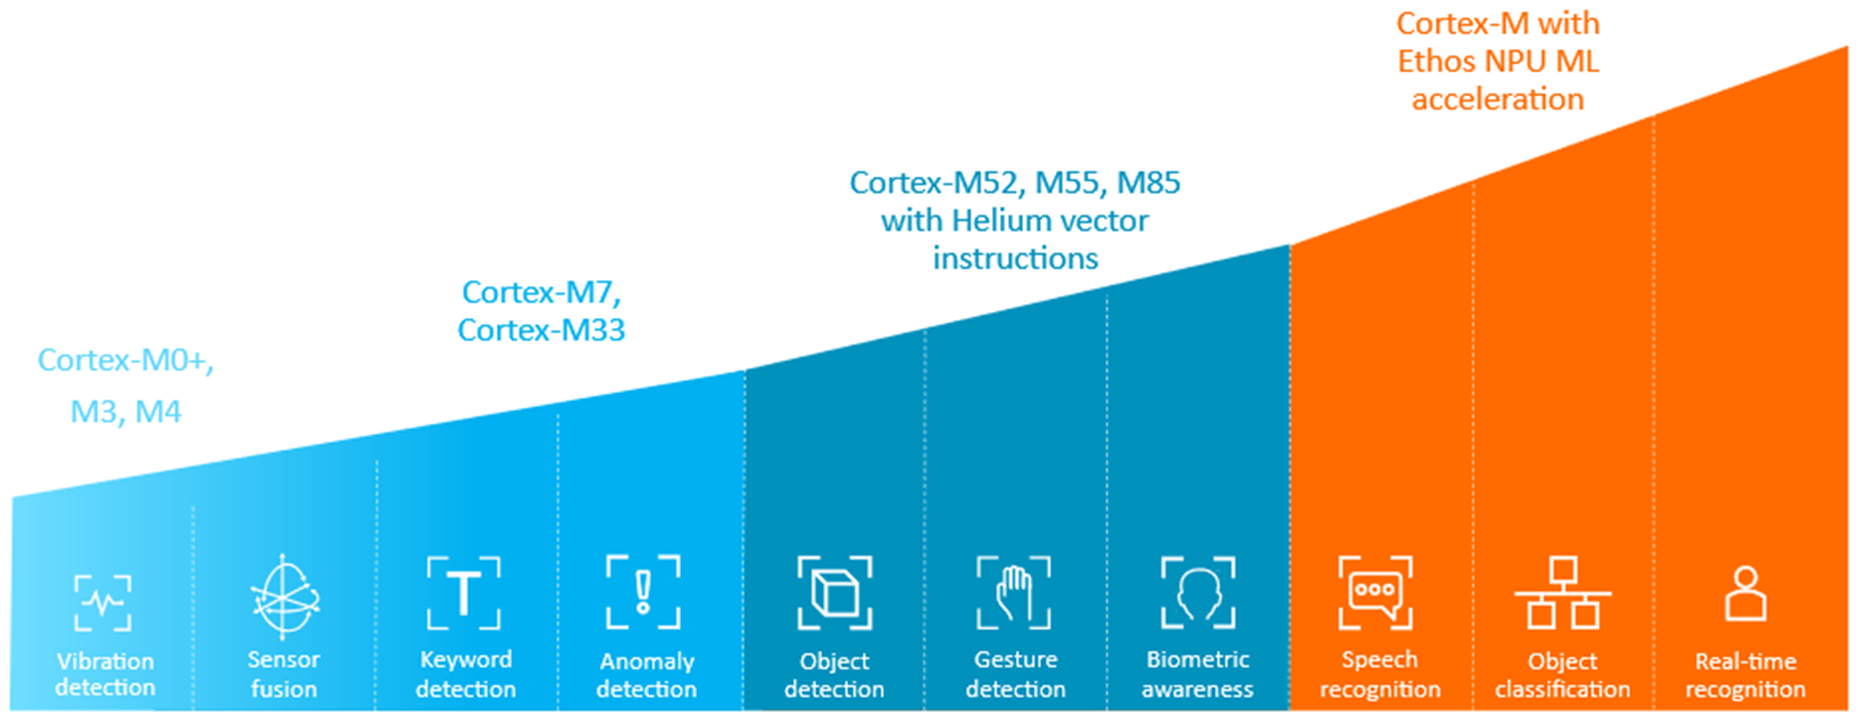 Cortex-M with
Ethos NPU ML
acceleration
Cortex-M52, M55, M85
with Helium vector
instructions
Cortex-M7,
Cortex-M33
Cortex-M0+,
M3, M4
T
Vibration
detection
Sensor
fusion
Keyword
detection
Anomaly
detection
Object
detection
Gesture
detection
Biometric
awareness
Speech
recognition
Object
classification
Real-time
recognition